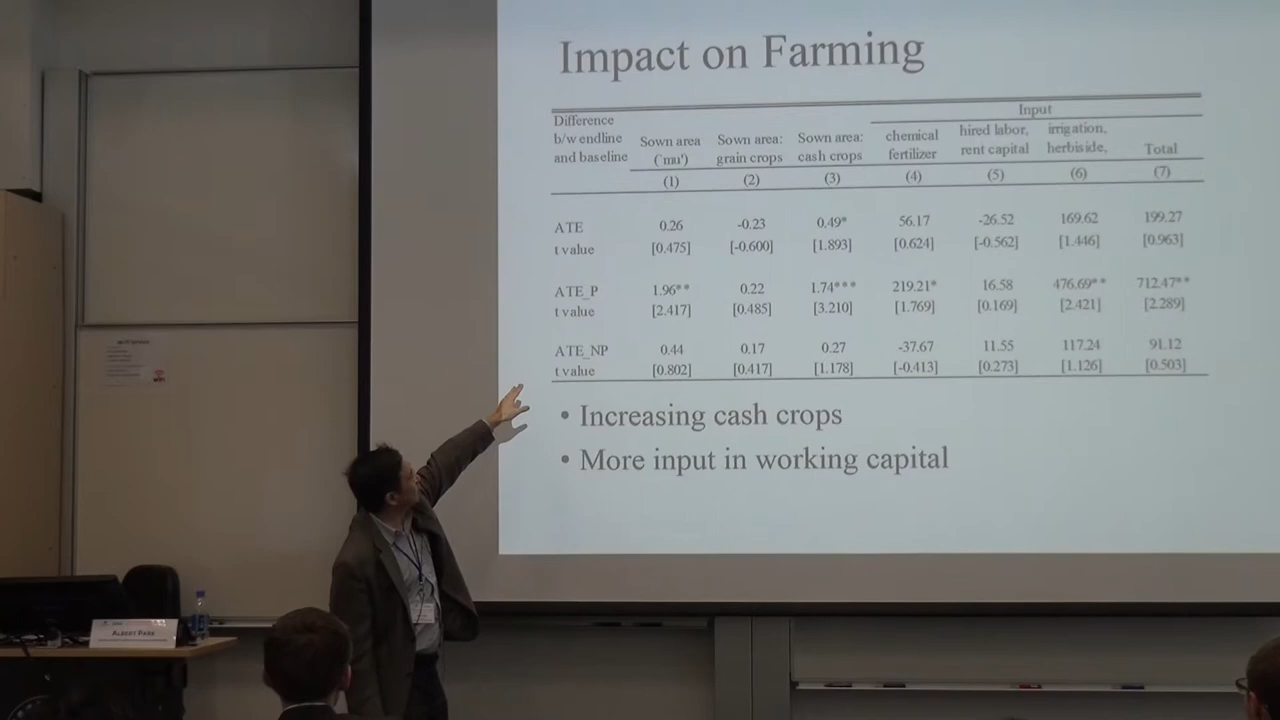 Impact on Farming
Input
Difference
b/w endline
and baseline
Sown area
('mu')
Sown area:
grain crops
Sown area:
cash crops
chemical
fertilizer
hired labor,
rent capital
irrigation,
herbiside,
Total
(1) (2) (3) (4) (5) (6) (7)
ATE 0.26 -0.23 0.49* 56.17 -26.52 169.62 199.27
t value [0.475] [-0.600] [1.893] [0.624] [-0.562] [1.446] [0.963]
ATE_P 1.96** 0.22 1.74*** 219.21* 16.58 476.69** 712.47**
t value [2.417] [0.485] [3.210] [1.769] [0.169] [2.421] [2.289]
ATE_NP 0.44 0.17 0.27 -37.67 11.55 117.24 91.12
t value [0.802] [0.417] [1.178] [-0.413] [0.273] [1.126] [0.503]
• Increasing cash crops
• More input in working capital
ALBERT PARK